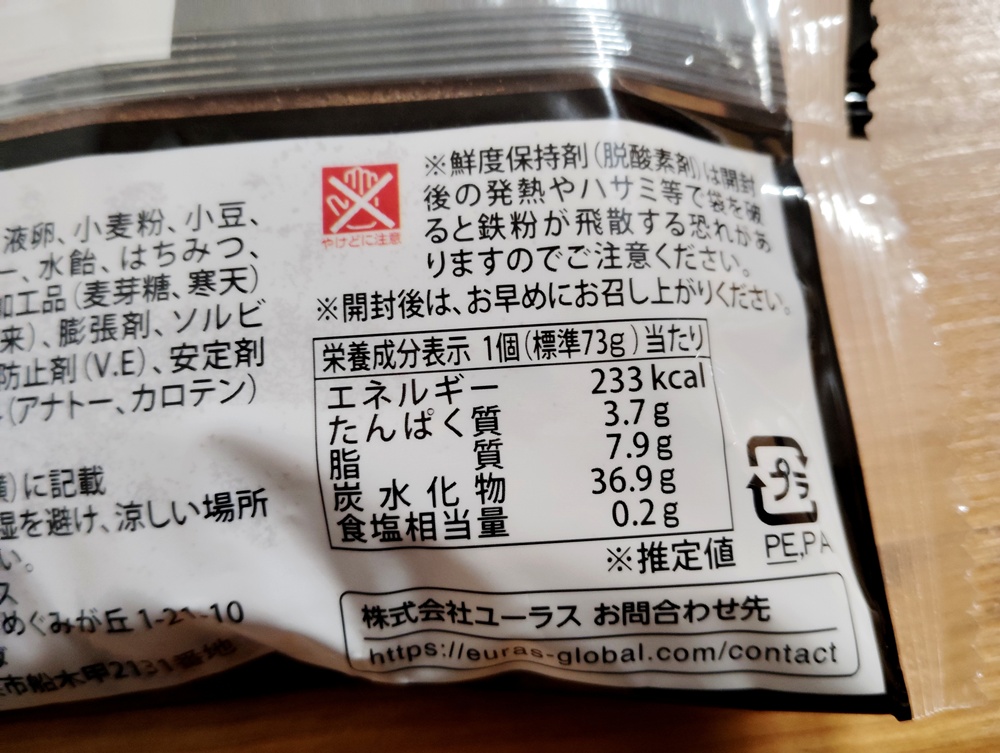 液卵、小麦粉、小豆、
ー、水飴、はちみつ、
加工品(麦芽糖、寒天)
来)、膨張剤、ソルビ
防止剤(V.E)、安定剤
(アナトー、カロテン)
に記載
湿を避け、涼しい場所
い。
ス
めぐみが丘1-21-10
市船木甲2131番地
やけどに注意
※鮮度保持剤(脱酸素剤)は開封
後の発熱やハサミ等で袋を破
ると鉄粉が飛散する恐れがあ
りますのでご注意ください。
※開封後は、お早めにお召し上がりください。
栄養成分表示 1個(標準73g)当たり
エネルギー 233kcal
たんぱく質 3.7g
脂質 7.9g
炭水化物 36.9g
食塩相当量 0.2g
※推定値
プラ
PE,PA
株式会社ユーラス お問合わせ先
https://euras-global.com/contact